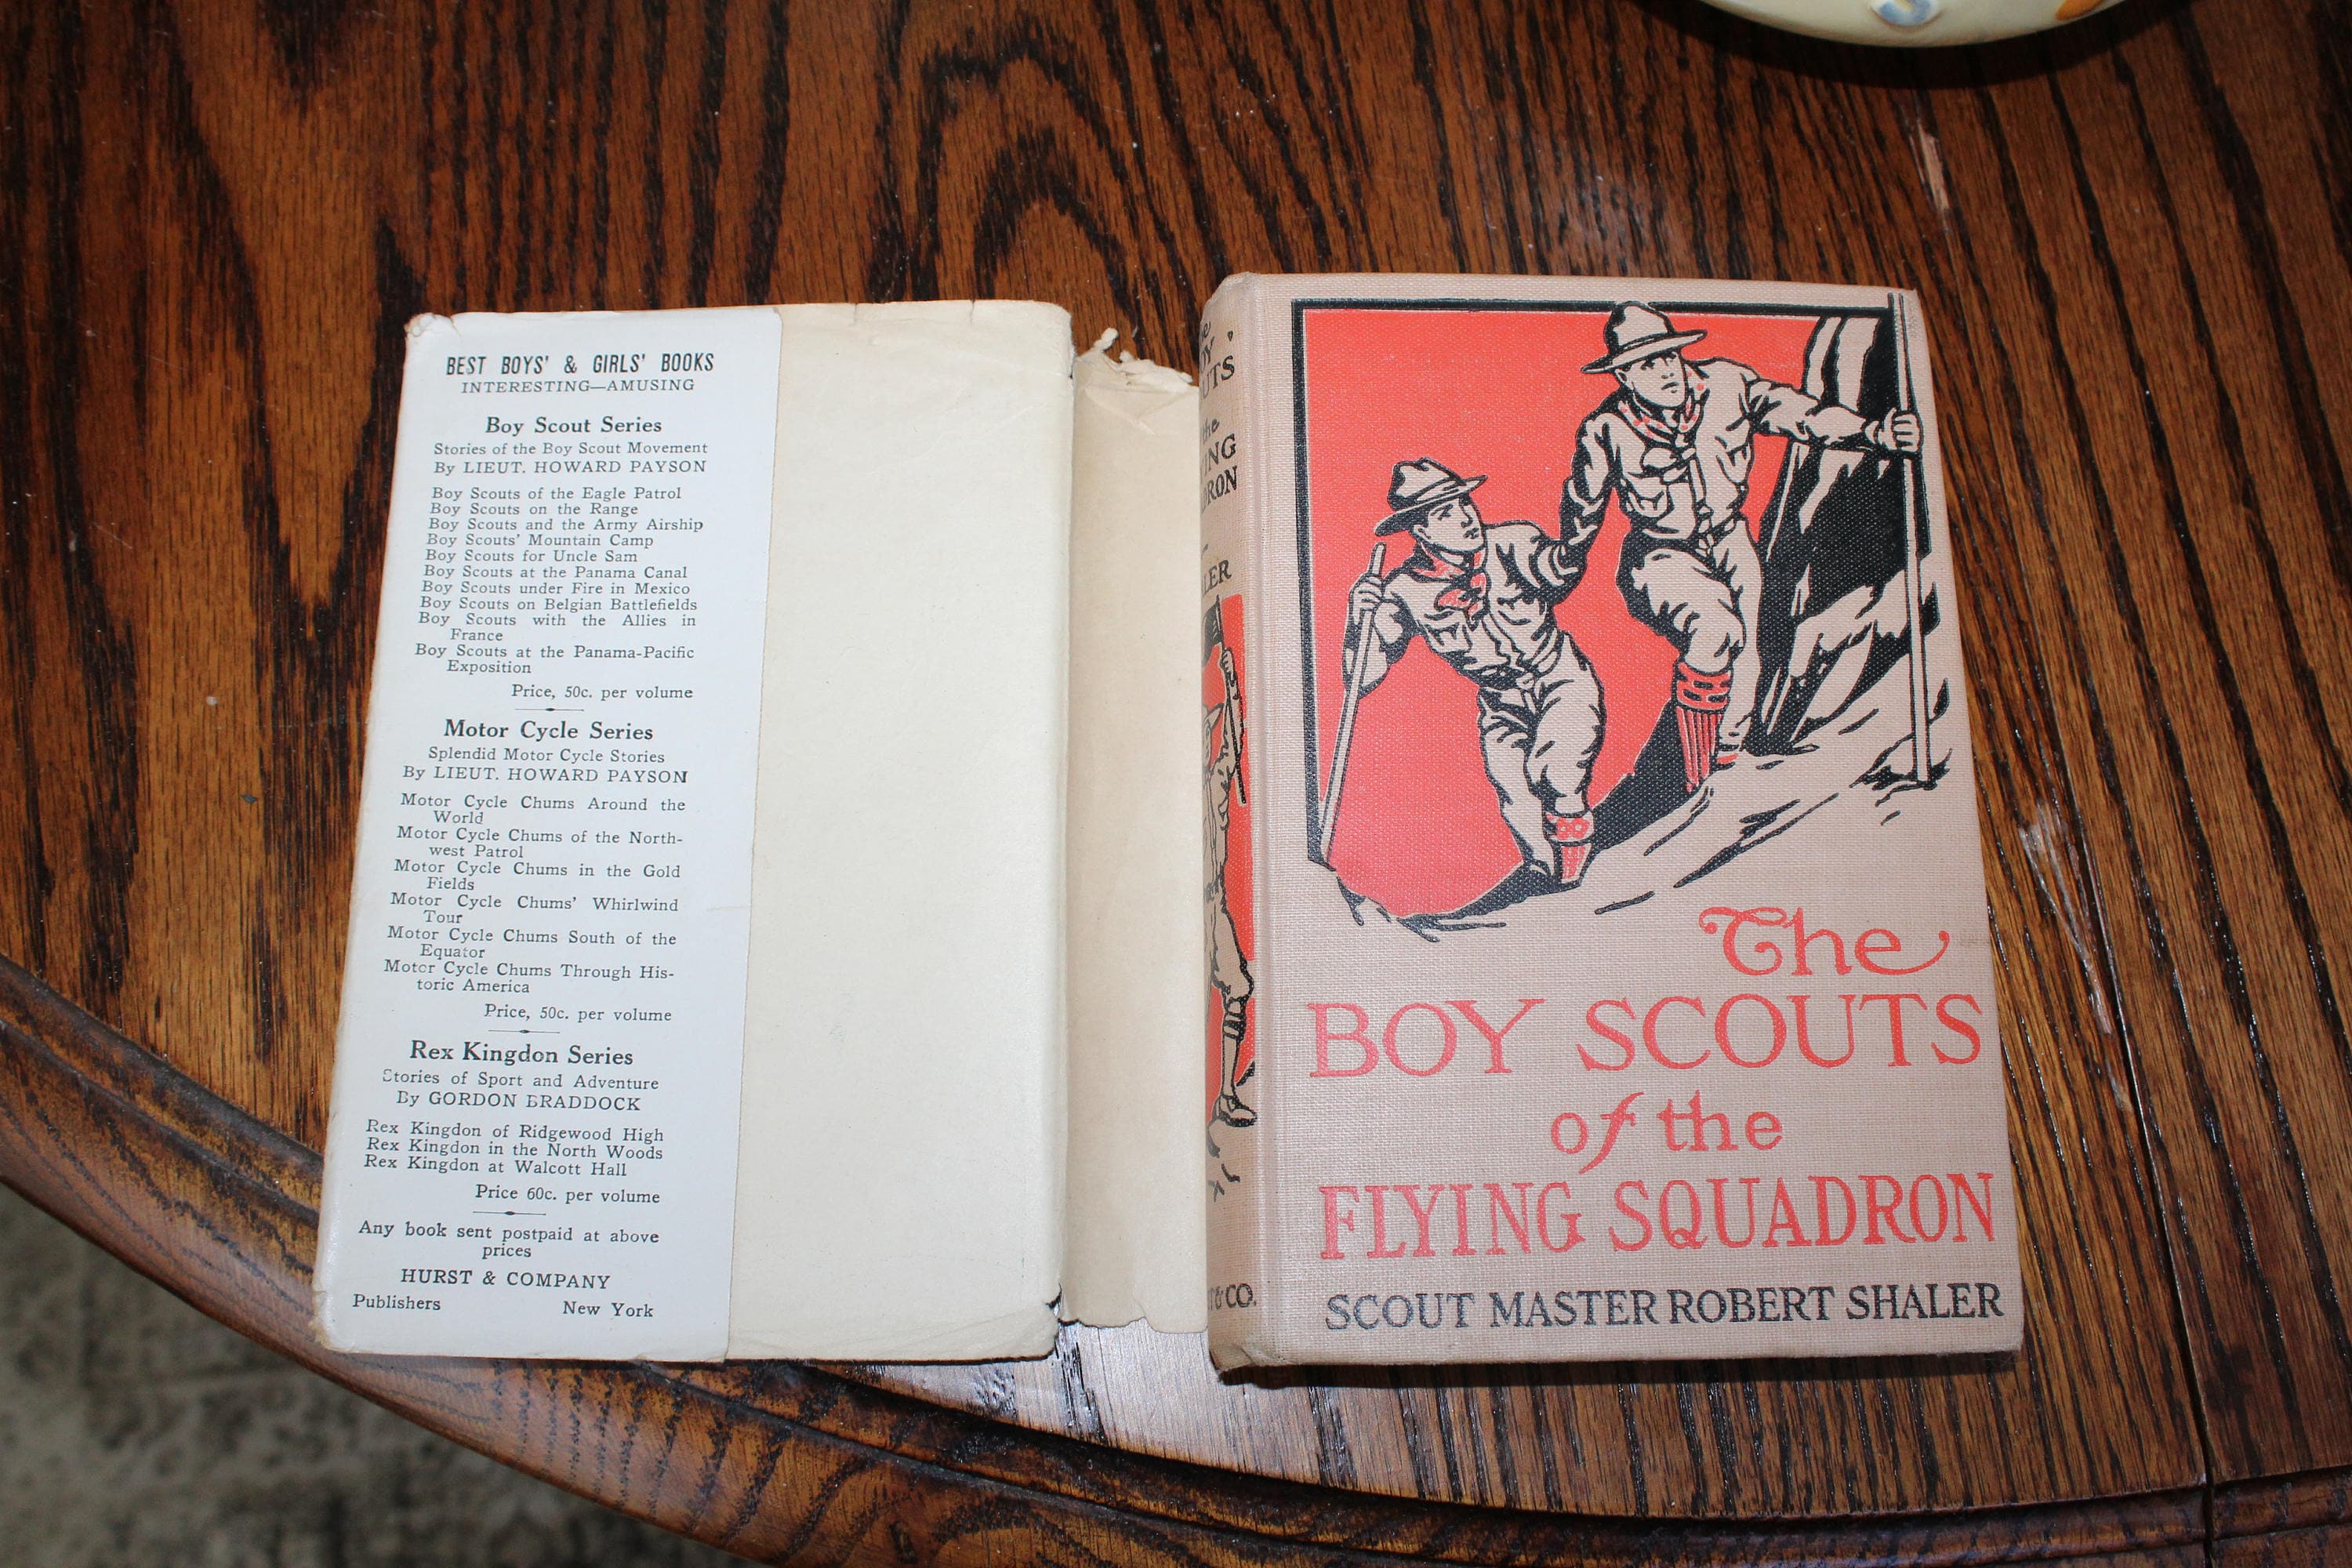 BEST BOYS' & GIRLS' BOOKS
INTERESTING—AMUSING
Boy Scout Series
Stories of the Boy Scout Movement
By LIEUT. HOWARD PAYSON
Boy Scouts of the Eagle Patrol
Boy Scouts on the Range
Boy Scouts and the Army Airship
Boy Scouts' Mountain Camp
Boy Scouts for Uncle Sam
Boy Scouts at the Panama Canal
Boy Scouts under Fire in Mexico
Boy Scouts on Belgian Battlefields
Boy Scouts with the Allies in
France
Boy Scouts at the Panama-Pacific
Exposition
Price, 50c. per volume
Motor Cycle Series
Splendid Motor Cycle Stories
By LIEUT. HOWARD PAYSON
Motor Cycle Chums Around the
World
Motor Cycle Chums of the North-
west Patrol
Motor Cycle Chums in the Gold
Fields
Motor Cycle Chums' Whirlwind
Tour
Motor Cycle Chums South of the
Equator
Motor Cycle Chums Through His-
toric America
Price, 50c. per volume
Rex Kingdon Series
Stories of Sport and Adventure
By GORDON BRADDOCK
Rex Kingdon of Ridgewood High
Rex Kingdon in the North Woods
Rex Kingdon at Walcott Hall
Price 60c. per volume
Any book sent postpaid at above
prices
HURST & COMPANY
Publishers New York
The
BOY SCOUTS
of the
FLYING SQUADRON
SCOUT MASTER ROBERT SHALER